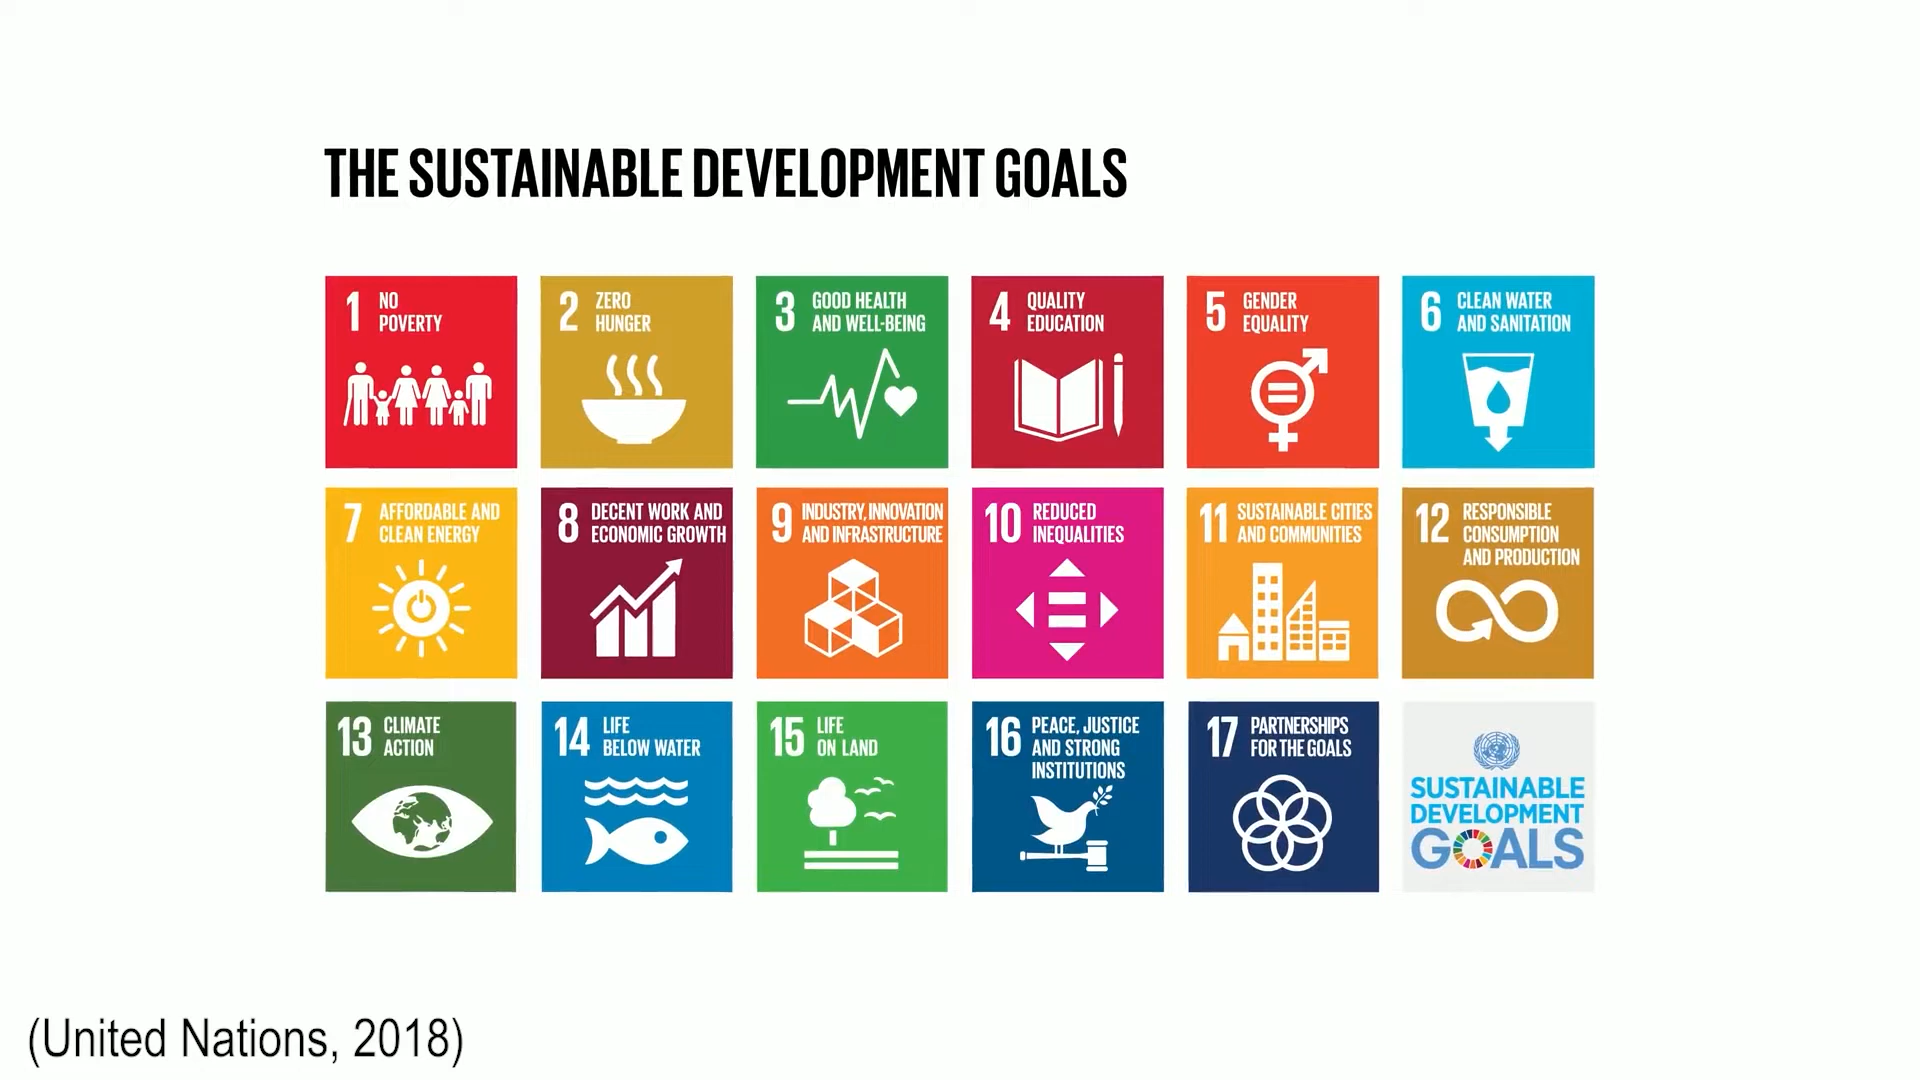 THE SUSTAINABLE DEVELOPMENT GOALS
1 NO
POVERTY
2 ZERO
HUNGER
3 GOOD HEALTH
AND WELL-BEING
4 QUALITY
EDUCATION
5 GENDER
EQUALITY
6 CLEAN WATER
AND SANITATION
7 AFFORDABLE AND
CLEAN ENERGY
8 DECENT WORK AND
ECONOMIC GROWTH
9 INDUSTRY, INNOVATION
AND INFRASTRUCTURE
10 REDUCED
INEQUALITIES
11 SUSTAINABLE CITIES
AND COMMUNITIES
12 RESPONSIBLE
CONSUMPTION
AND PRODUCTION
13 CLIMATE
ACTION
14 LIFE
BELOW WATER
15 LIFE
ON LAND
16 PEACE, JUSTICE
AND STRONG
INSTITUTIONS
17 PARTNERSHIPS
FOR THE GOALS
SUSTAINABLE
DEVELOPMENT
GOALS
(United Nations, 2018)